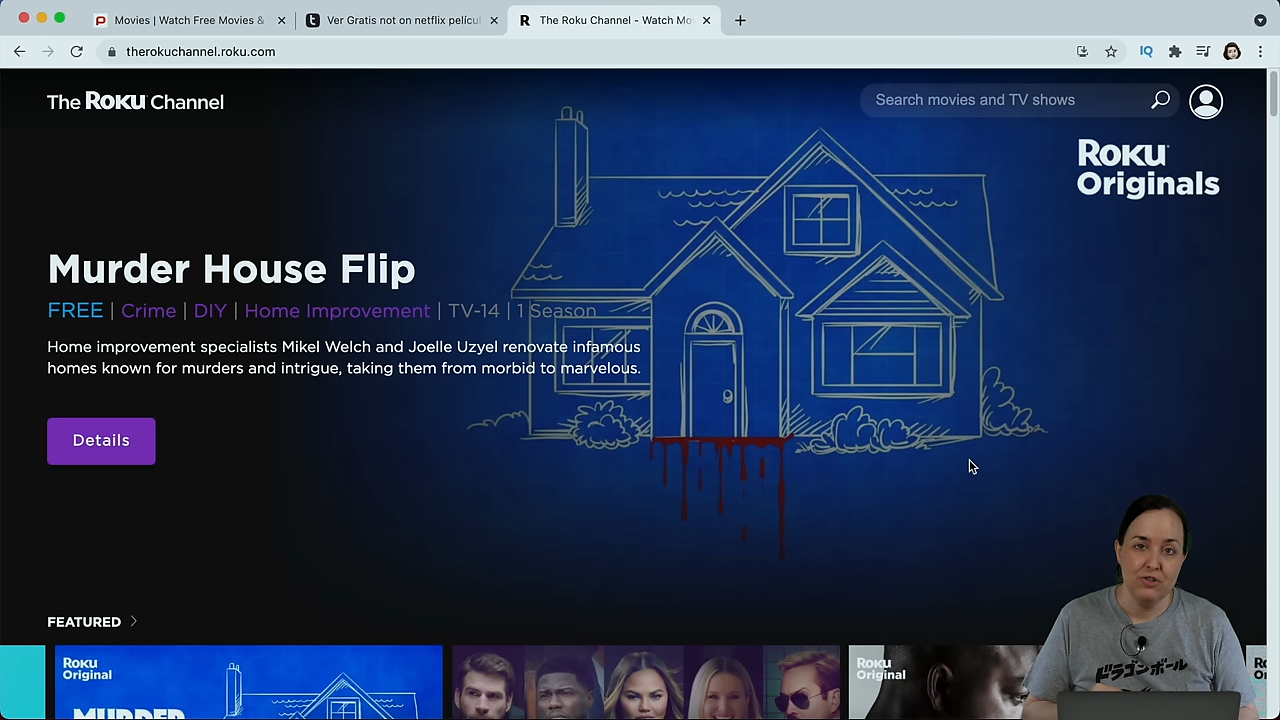 Movies | Watch Free Movies &
Ver Gratis not on netflix pelícu
The Roku Channel - Watch Mo
therokuchannel.roku.com
IQ
The ROKU Channel
Search movies and TV shows
ROKU
Originals
Murder House Flip
FREE | Crime | DIY | Home Improvement | TV-14 | 1 Season
Home improvement specialists Mikel Welch and Joelle Uzyel renovate infamous
homes known for murders and intrigue, taking them from morbid to marvelous.
Details
FEATURED
ROKU
Original
MURDER
ROKU
Original
ドラゴンボール